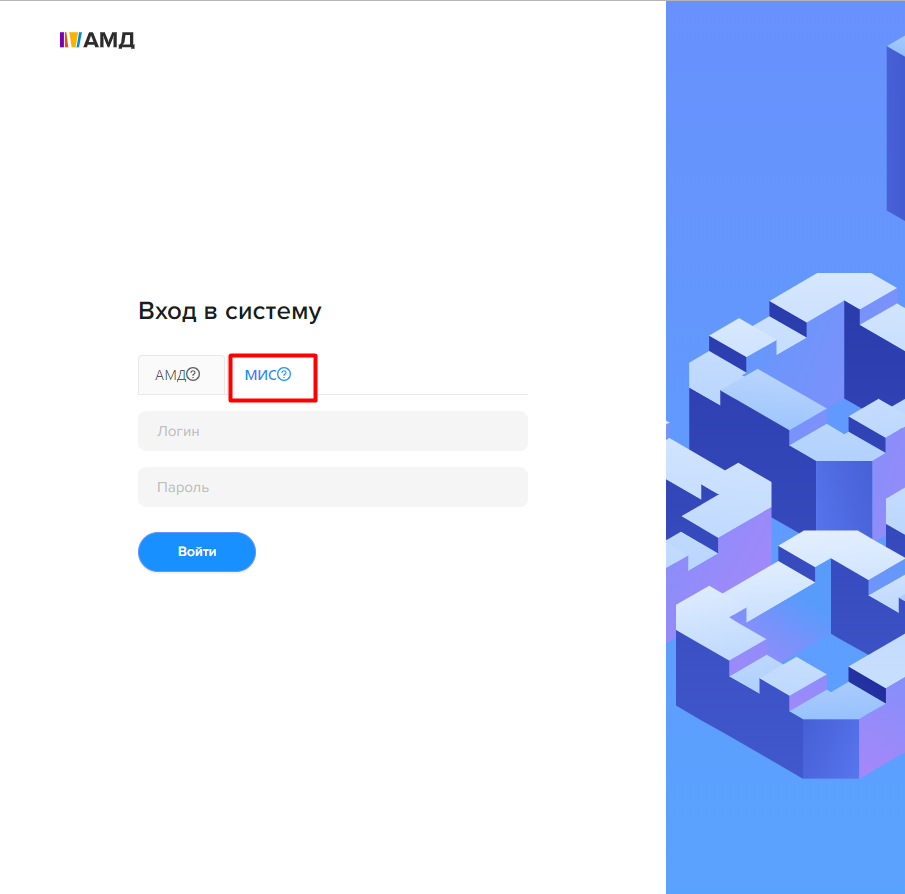 АМД
Вход в систему
АМД? МИС?
Логин
Пароль
Войти